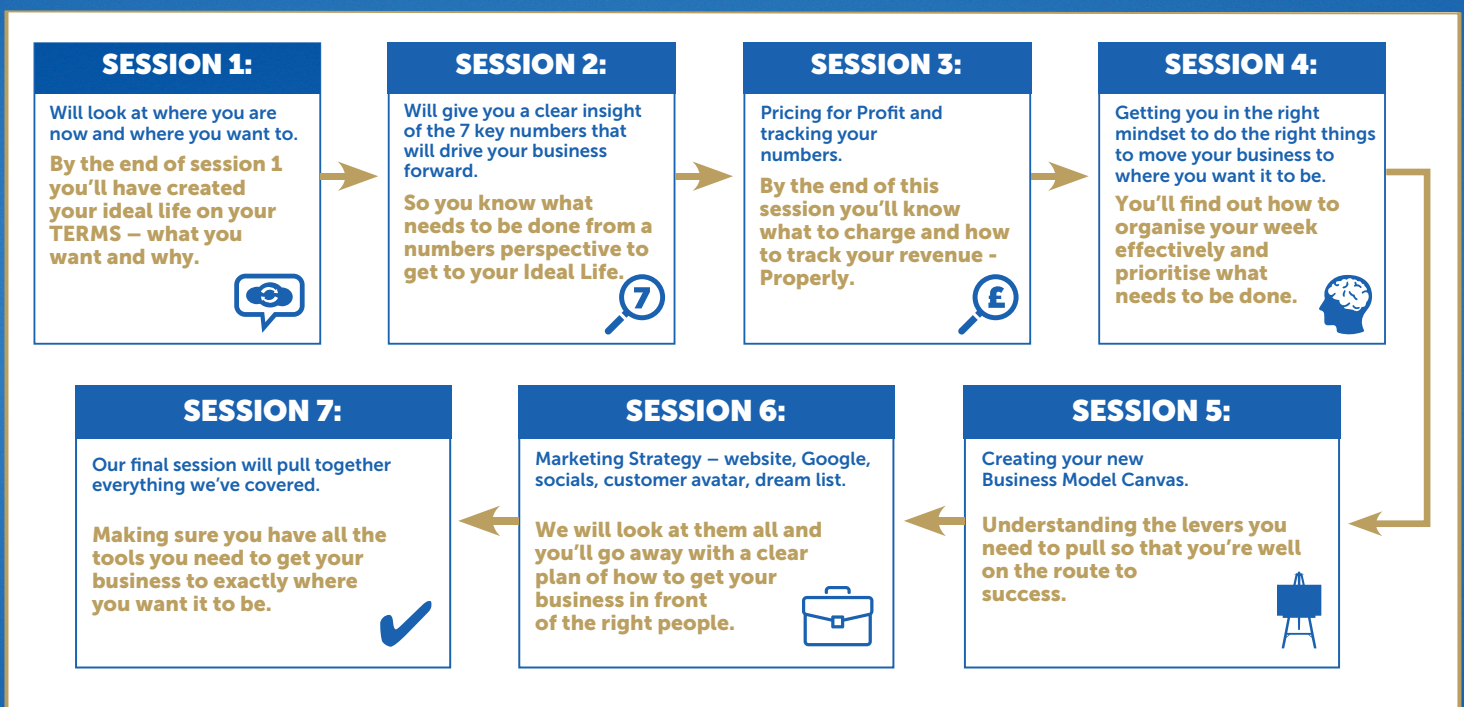 SESSION 1:
Will look at where you are
now and where you want to.
By the end of session 1
you'll have created
your ideal life on your
TERMS – what you
want and why.
SESSION 2:
Will give you a clear insight
of the 7 key numbers that
will drive your business
forward.
So you know what
needs to be done from a
numbers perspective to
get to your Ideal Life.
7
SESSION 3:
Pricing for Profit and
tracking your
numbers.
By the end of this
session you'll know
what to charge and how
to track your revenue -
Properly.
£
SESSION 4:
Getting you in the right
mindset to do the right things
to move your business to
where you want it to be.
You'll find out how to
organise your week
effectively and
prioritise what
needs to be done.
SESSION 5:
Creating your new
Business Model Canvas.
Understanding the levers you
need to pull so that you're well
on the route to
success.
SESSION 6:
Marketing Strategy – website, Google,
socials, customer avatar, dream list.
We will look at them all and
you'll go away with a clear
plan of how to get your
business in front
of the right people.
SESSION 7:
Our final session will pull together
everything we've covered.
Making sure you have all the
tools you need to get your
business to exactly where
you want it to be.